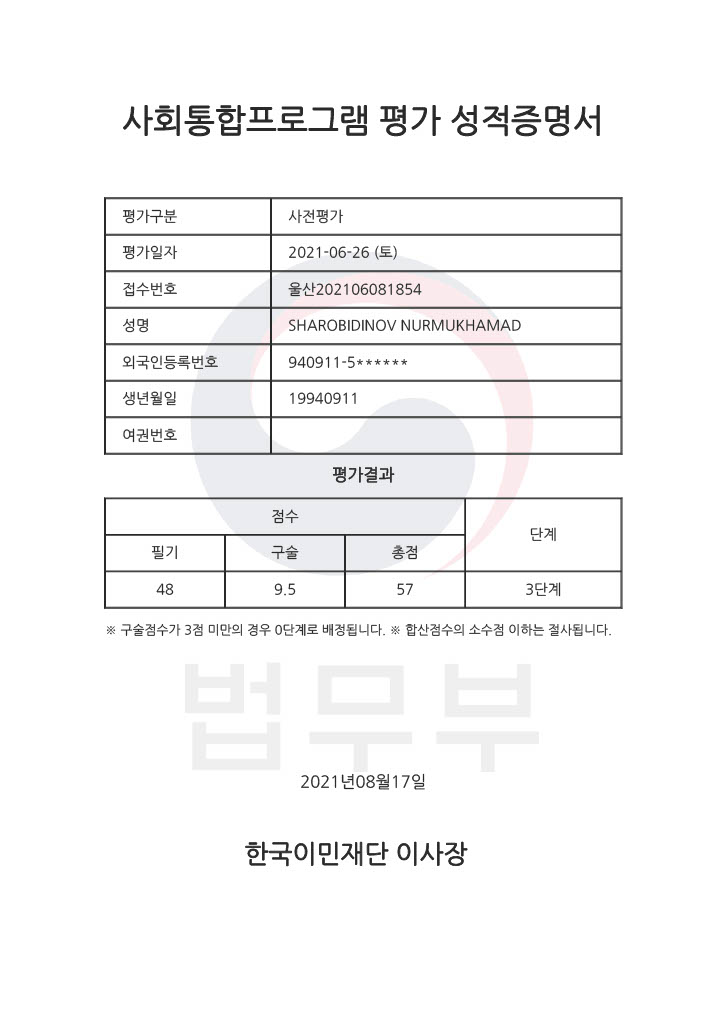 사회통합프로그램 평가 성적증명서
평가구분 사전평가
평가일자 2021-06-26 (토)
접수번호 울산202106081854
성명 SHAROBIDINOV NURMUKHAMAD
외국인등록번호 940911-5******
생년월일 19940911
여권번호
평가결과
점수 단계
필기 구술 총점
48 9.5 57 3단계
※ 구술점수가 3점 미만의 경우 0단계로 배정됩니다. ※ 합산점수의 소수점 이하는 절사됩니다.
법무부
2021년08월17일
한국이민재단 이사장